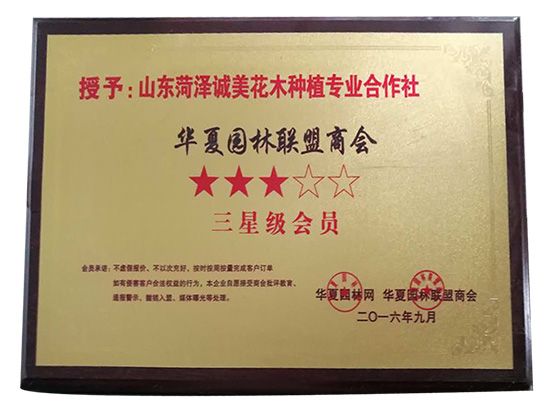 授予：山东菏泽诚美花木种植专业合作社
华夏园林联盟商会
★★★☆☆
三星级会员
会员承诺：不虚假报价、不以次充好，按时按周按量完成客户订单
如有侵害客户合法权益的行为，本企业自愿接受商会批评教育、
通报警示、撤销入盟、媒体曝光等处理。
华夏园林网 华夏园林联盟商会
二〇一六年九月